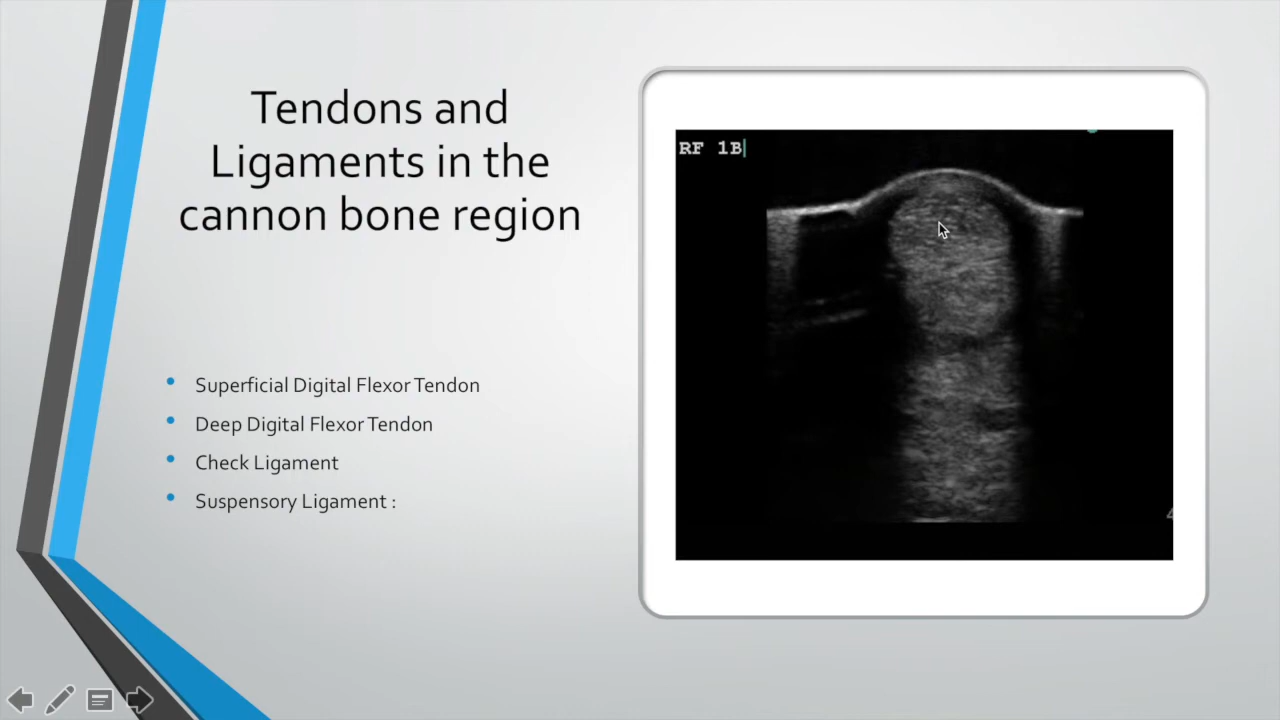 Tendons and
Ligaments in the
cannon bone region
Superficial Digital Flexor Tendon
Deep Digital Flexor Tendon
Check Ligament
Suspensory Ligament :
RF 1B
4